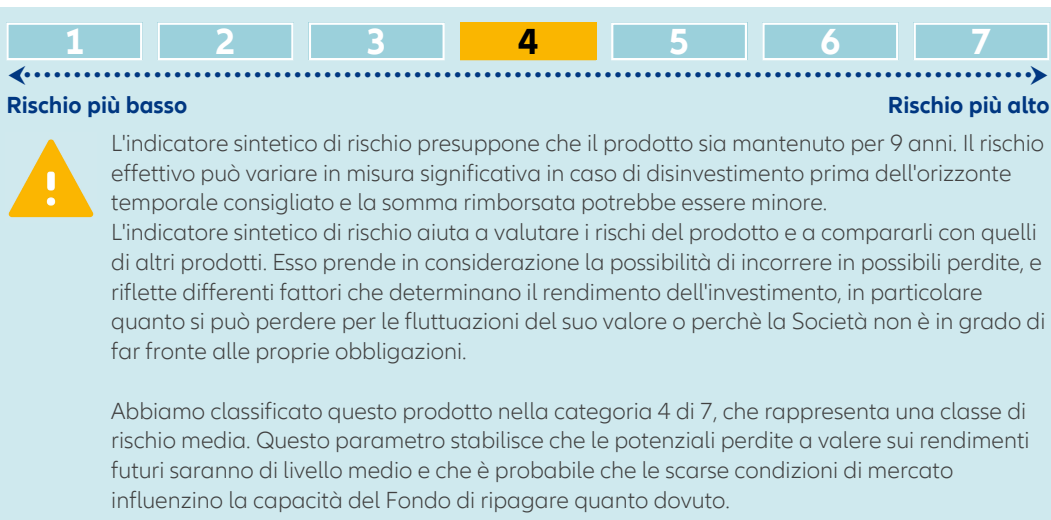 1 2 3 4 5 6 7
Rischio più basso Rischio più alto
L'indicatore sintetico di rischio presuppone che il prodotto sia mantenuto per 9 anni. Il rischio
effettivo può variare in misura significativa in caso di disinvestimento prima dell'orizzonte
temporale consigliato e la somma rimborsata potrebbe essere minore.
L'indicatore sintetico di rischio aiuta a valutare i rischi del prodotto e a compararli con quelli
di altri prodotti. Esso prende in considerazione la possibilità di incorrere in possibili perdite, e
riflette differenti fattori che determinano il rendimento dell'investimento, in particolare
quanto si può perdere per le fluttuazioni del suo valore o perchè la Società non è in grado di
far fronte alle proprie obbligazioni.
Abbiamo classificato questo prodotto nella categoria 4 di 7, che rappresenta una classe di
rischio media. Questo parametro stabilisce che le potenziali perdite a valere sui rendimenti
futuri saranno di livello medio e che è probabile che le scarse condizioni di mercato
influenzino la capacità del Fondo di ripagare quanto dovuto.